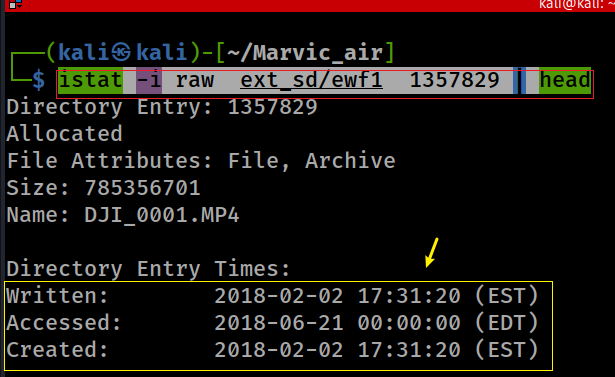 kali@kali: ~
┌──(kali㉿kali)-[~/Marvic_air]
└─$ istat -i raw  ext_sd/ewf1  1357829 | head
Directory Entry: 1357829
Allocated
File Attributes: File, Archive
Size: 785356701
Name: DJI_0001.MP4
Directory Entry Times:
Written:        2018-02-02 17:31:20 (EST)
Accessed:       2018-06-21 00:00:00 (EDT)
Created:        2018-02-02 17:31:20 (EST)